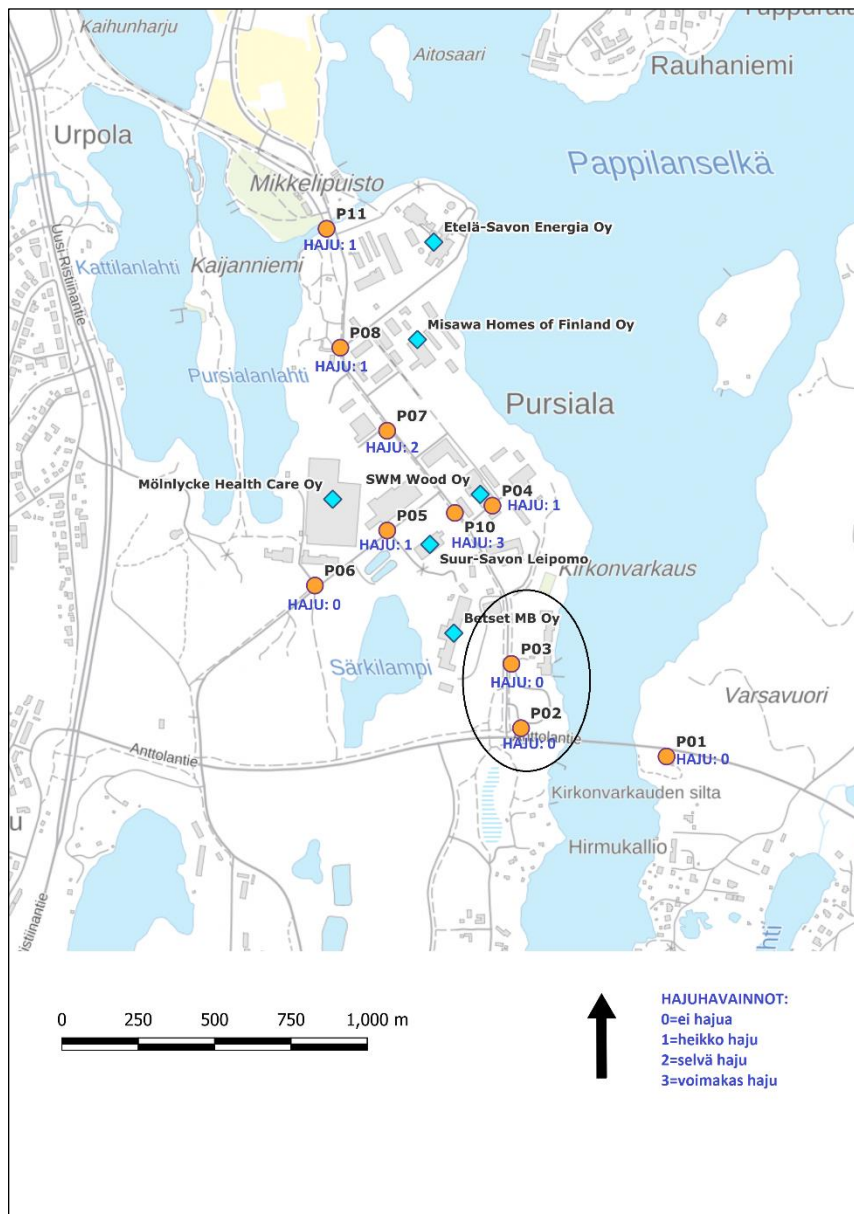 Kaihunharju
Aitosaari
Rauhaniemi
Urpola
Pappilanselkä
Mikkelipuisto
P11
HAJU: 1
Etelä-Savon Energia Oy
Uusi Ristiinantie
Kattilanlahti
Kaijanniemi
Misawa Homes of Finland Oy
P08
HAJU: 1
Pursialanlahti
Pursiala
P07
HAJU: 2
Mölnlycke Health Care Oy
SWM Wood Oy
P04
HAJU: 1
P05
HAJU: 1
P10
HAJU: 3
Suur-Savon Leipomo
Kirkonvarkaus
P06
HAJU: 0
Betset MB Oy
P03
HAJU: 0
Särkilampi
Varsavuori
P02
HAJU: 0
Anttolantie
Anttolantie
P01
HAJU: 0
Kirkonvarkauden silta
Hirmukallio
0 250 500 750 1,000 m
HAJUHAVAINNOT:
0=ei hajua
1=heikko haju
2=selvä haju
3=voimakas haju